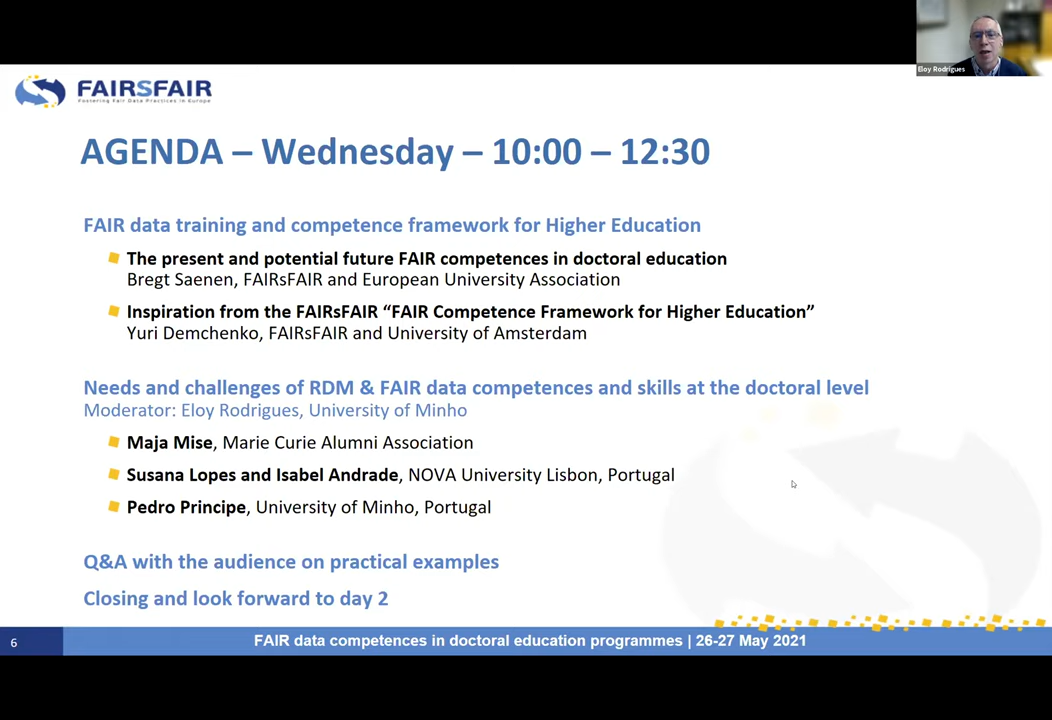 Eloy Rodrigues
FAIRSFAIR
Fostering Fair Data Practices in Europe
AGENDA – Wednesday – 10:00 – 12:30
FAIR data training and competence framework for Higher Education
The present and potential future FAIR competences in doctoral education
Bregt Saenen, FAIRsFAIR and European University Association
Inspiration from the FAIRsFAIR “FAIR Competence Framework for Higher Education”
Yuri Demchenko, FAIRsFAIR and University of Amsterdam
Needs and challenges of RDM & FAIR data competences and skills at the doctoral level
Moderator: Eloy Rodrigues, University of Minho
Maja Mise, Marie Curie Alumni Association
Susana Lopes and Isabel Andrade, NOVA University Lisbon, Portugal
Pedro Principe, University of Minho, Portugal
Q&A with the audience on practical examples
Closing and look forward to day 2
6
FAIR data competences in doctoral education programmes | 26-27 May 2021